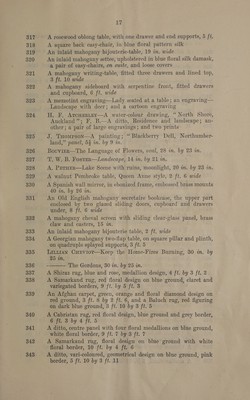 17
317 A rosewood oblong table, with one drawer and end supports, 5 ft.
318 A square back easy-chair, in blue floral pattern silk
319 An inlaid mahogany bijouterie-table, 19 in. wide
320 An inlaid mahogany settee, upholstered in blue floral silk damask,
a pair of easy-chairs, en suite, and loose covers
321 A mahogany writing-table, fitted three drawers and lined top,
3 ft. 10 wide
322 A mahogany sideboard with serpentine front, fitted drawers
and cupboard, 6 ft. wide
323 A mezzotint engraving—Lady seated at a table; an engraving—
Landscape with deer; and a cartoon engraving
324 H. F. —A water-colour drawing, "North Shore,
Auckland"; F. B.—A ditto, Residence and landscape; an-
other; a pair of large engravings; and two prints
325 J. Thompson—A painting; "Blackberry Dell, Northumber-
land," panel, 5½ in. by 9 in.
326 Bouvier—The Language of Flowers, oval, 28 in. by 23 in.
327 T. W. B. Foster—Landscape, 14 in. by 21 in.
328 A. Pether—Lake Scene with ruins, moonlight, 20 in. by 23 in.
329 A walnut Pembroke table, Queen Anne style, 2 ft. 6 wide
330 A Spanish wall mirror, in ebonised frame, embossed brass mounts
40 in. by 26 in.
331 An Old English mahogany secretaire bookcase, the upper part
enclosed by two glazed sliding doors, cupboard and drawers
under, 6 ft. 6 wide
332 A mahogany cheval screen with sliding clear-glass panel, brass
claw and castors, 15 in.
333 An inlaid mahogany bijouterie-table, 2 ft. wide
334 A Georgian mahogany two-flap table, on square pillar and plinth,
on quadruple splayed supports, 5 ft. 3
335 Lillian Cheviot—Keep the Home-Fires Burning, 20 in. by
25 in.
336 ——— The Gordons, 20 in. by 25 in.
337 A Shiraz rug, blue and rose, medallion design, 4 ft. by 3 ft. 3
338 A Samarkand rug, red floral design on blue ground, claret and
variegated borders, 9 ft. by 5 ft. 8
339 An Afghan carpet, green, orange and floral diamond design on
red ground, 5 ft. 8 by 3 ft. 8, and a Baluch rug, red figuring
on dark blue ground, 5 ft. 10 by 3 ft. 3
340 A Cabristan rug, red floral design, blue ground and grey border,
6 ft. 3 by 4 ft. 5
341 A ditto, centre panel with four floral medallions on blue ground,
white floral border, 9 ft. 7 by 3 ft. 7
342 A Samarkand rug, floral design on blue ground with white
floral border, 10 ft. by 4 ft. 6
343 A ditto, vari-coloured, geometrical design on blue ground, pink
border, 5 ft. 10 by 3 ft. 11